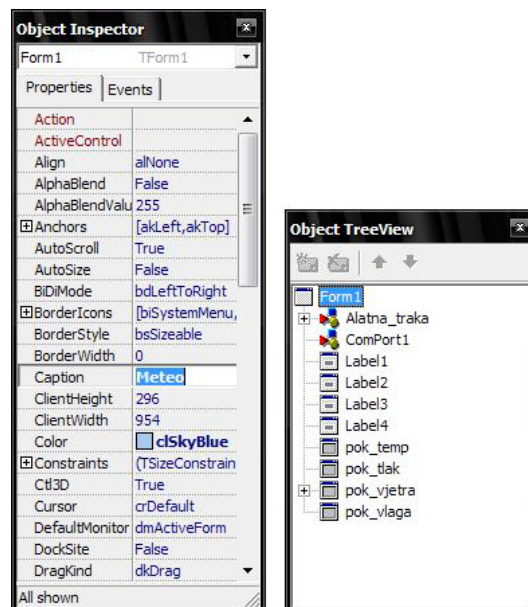 Object Inspector
Form1 TForm1
Properties Events
Action
ActiveControl
Align alNone
AlphaBlend False
AlphaBlendValu 255
Anchors [akLeft,akTop]
AutoScroll True
AutoSize False
BiDiMode bdLeftToRight
BorderIcons [biSystemMenu,
BorderStyle bsSizeable
BorderWidth 0
Caption Meteo
ClientHeight 296
ClientWidth 954
Color clSkyBlue
Constraints (TSizeConstrain
Ctl3D True
Cursor crDefault
DefaultMonitor dmActiveForm
DockSite False
DragKind dkDrag
All shown
Object TreeView
Form1
Alatna_traka
ComPort1
Label1
Label2
Label3
Label4
pok_temp
pok_tlak
pok_vjetra
pok_vlaga